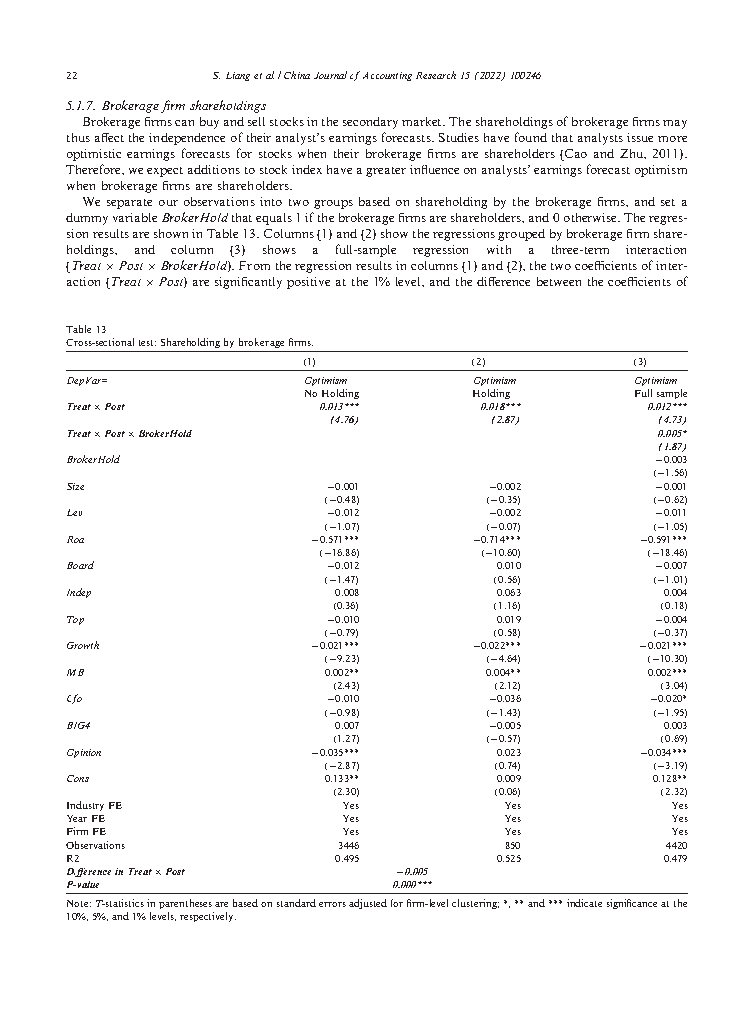 22
S. Liang et al. / China Journal of Accounting Research 15 (2022) 100246
5.1.7. Brokerage firm shareholdings
Brokerage firms can buy and sell stocks in the secondary market. The shareholdings of brokerage firms may
thus affect the independence of their analyst's earnings forecasts. Studies have found that analysts issue more
optimistic earnings forecasts for stocks when their brokerage firms are shareholders (Cao and Zhu, 2011).
Therefore, we expect additions to stock index have a greater influence on analysts' earnings forecast optimism
when brokerage firms are shareholders.
We separate our observations into two groups based on shareholding by the brokerage firms, and set a
dummy variable BrokerHold that equals 1 if the brokerage firms are shareholders, and 0 otherwise. The regres-
sion results are shown in Table 13. Columns (1) and (2) show the regressions grouped by brokerage firm share-
holdings, and column (3) shows a full-sample regression with a three-term interaction
(Treat × Post × BrokerHold). From the regression results in columns (1) and (2), the two coefficients of inter-
action (Treat × Post) are significantly positive at the 1% level, and the difference between the coefficients of
Table 13
Cross-sectional test: Shareholding by brokerage firms.
(1) (2) (3)
DepVar= Optimism Optimism Optimism
No Holding Holding Full sample
Treat × Post 0.013*** 0.018*** 0.012***
(4.76) (2.87) (4.73)
Treat × Post × BrokerHold 0.005*
(1.87)
BrokerHold −0.003
(−1.56)
Size −0.001 −0.002 −0.001
(−0.48) (−0.35) (−0.62)
Lev −0.012 −0.002 −0.011
(−1.07) (−0.07) (−1.05)
Roa −0.571*** −0.714*** −0.591***
(−16.86) (−10.60) (−18.46)
Board −0.012 0.010 −0.007
(−1.47) (0.56) (−1.01)
Indep 0.008 0.063 0.004
(0.36) (1.16) (0.18)
Top −0.010 0.019 −0.004
(−0.79) (0.58) (−0.37)
Growth −0.021*** −0.022*** −0.021***
(−9.23) (−4.64) (−10.30)
MB 0.002** 0.004** 0.002***
(2.43) (2.12) (3.04)
Cfo −0.010 −0.036 −0.020*
(−0.98) (−1.43) (−1.95)
BIG4 0.007 −0.005 0.003
(1.27) (−0.57) (0.69)
Opinion −0.035*** 0.023 −0.034***
(−2.87) (0.74) (−3.19)
Cons 0.133** 0.009 0.128**
(2.30) (0.06) (2.32)
Industry FE Yes Yes Yes
Year FE Yes Yes Yes
Firm FE Yes Yes Yes
Observations 3446 850 4420
R2 0.495 0.525 0.479
Difference in Treat × Post −0.005
P-value 0.000***
Note: T-statistics in parentheses are based on standard errors adjusted for firm-level clustering; *, ** and *** indicate significance at the
10%, 5%, and 1% levels, respectively.